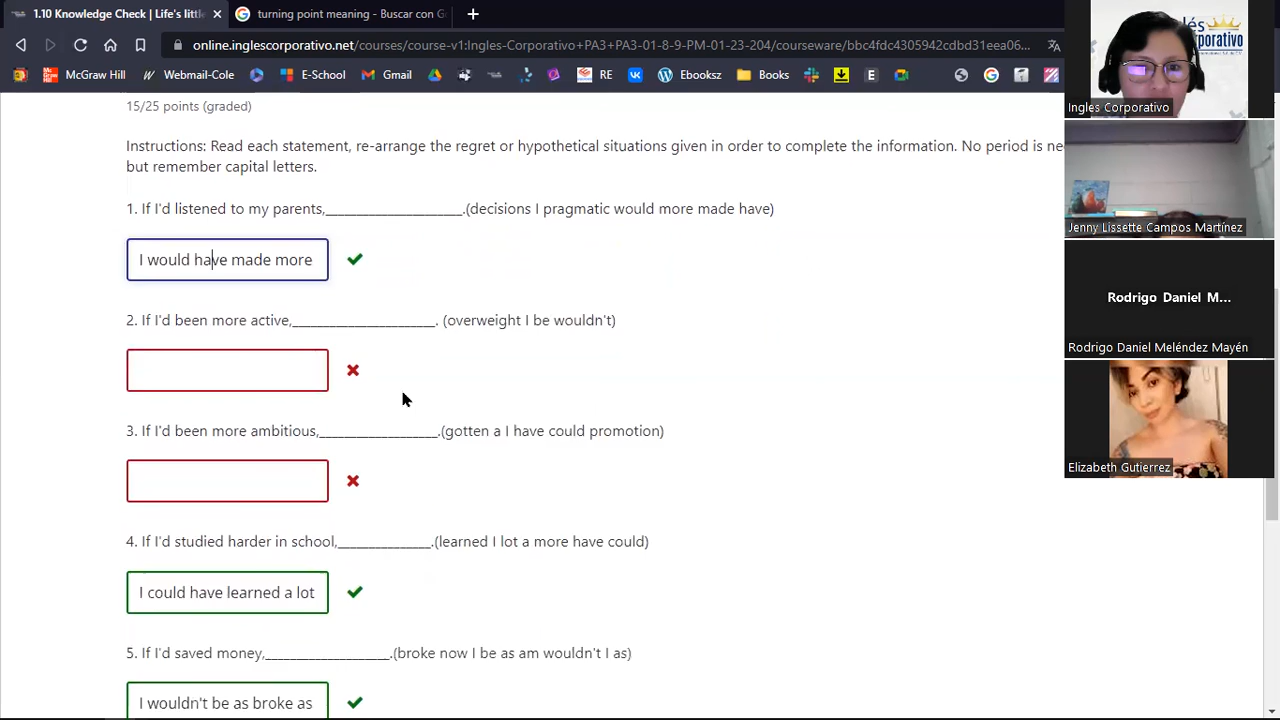 1.10 Knowledge Check | Life's littl
turning point meaning - Buscar con G
online.inglescorporativo.net/courses/course-v1:Ingles-Corporativo+PA3+PA3-01-8-9-PM-01-23-204/courseware/bbc4fdc4305942cdbd31eea06...
McGraw Hill
Webmail-Cole
E-School
Gmail
RE
Ebooksz
Books
15/25 points (graded)
Instructions: Read each statement, re-arrange the regret or hypothetical situations given in order to complete the information. No period is ne
but remember capital letters.
1. If I'd listened to my parents,____________________.(decisions I pragmatic would more made have)
I would have made more
2. If I'd been more active,_____________________. (overweight I be wouldn't)
3. If I'd been more ambitious,_________________.(gotten a I have could promotion)
4. If I'd studied harder in school,______________.(learned I lot a more have could)
I could have learned a lot
5. If I'd saved money,__________________.(broke now I be as am wouldn't I as)
I wouldn't be as broke as
Ingles Corporativo
Jenny Lissette Campos Martínez
Rodrigo Daniel M...
Rodrigo Daniel Meléndez Mayén
Elizabeth Gutierrez